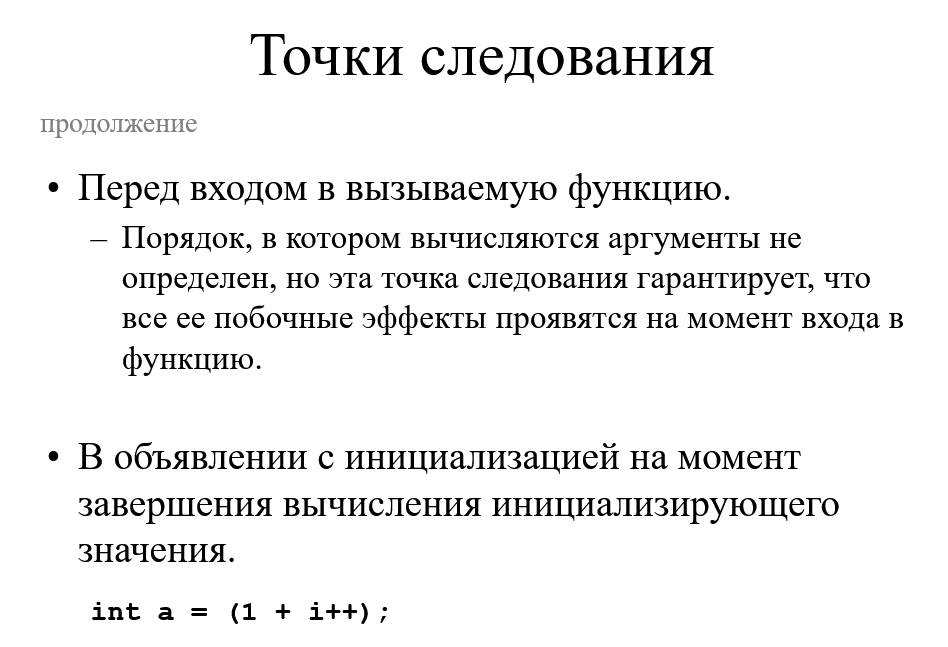 Точки следования
продолжение
• Перед входом в вызываемую функцию.
– Порядок, в котором вычисляются аргументы не
определен, но эта точка следования гарантирует, что
все ее побочные эффекты проявятся на момент входа в
функцию.
• В объявлении с инициализацией на момент
завершения вычисления инициализирующего
значения.
int a = (1 + i++);